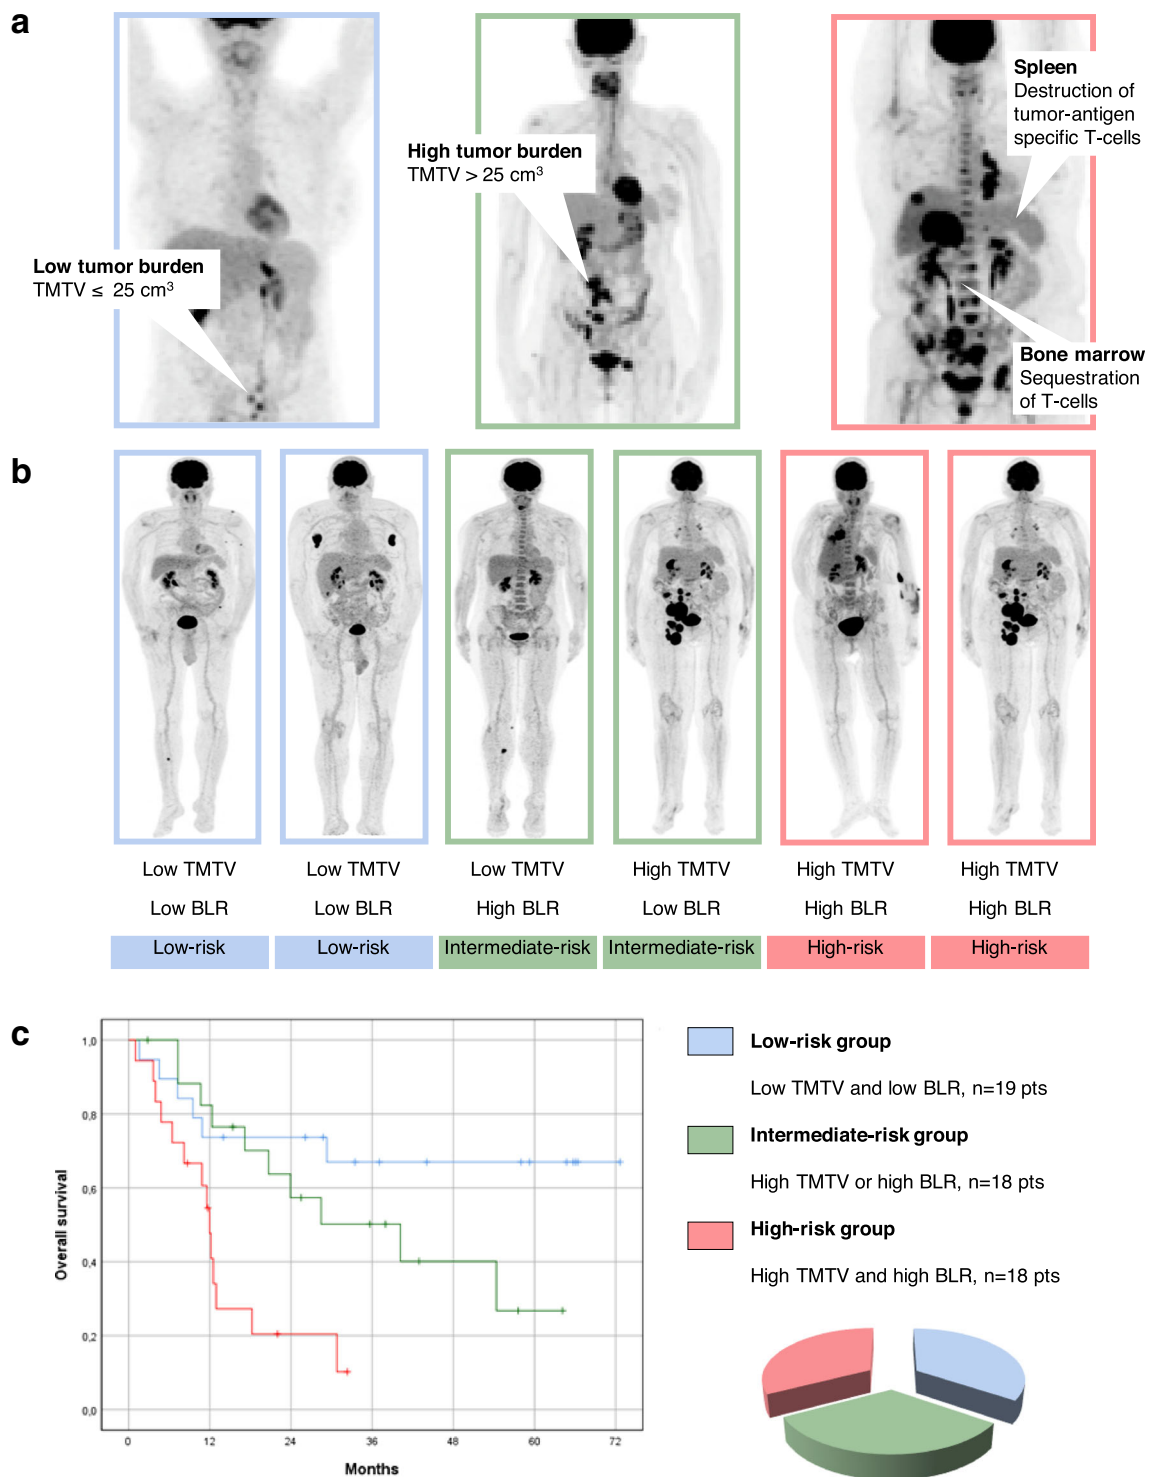 a
Spleen
Destruction of
tumor-antigen
specific T-cells
High tumor burden
TMTV > 25 cm³
Low tumor burden
TMTV ≤ 25 cm³
Bone marrow
Sequestration
of T-cells
b
Low TMTV
Low TMTV
Low TMTV
High TMTV
High TMTV
High TMTV
Low BLR
Low BLR
High BLR
Low BLR
High BLR
High BLR
Low-risk
Low-risk
Intermediate-risk
Intermediate-risk
High-risk
High-risk
c
1,0
0,8
0,6
0,4
0,2
0,0
Overall survival
0
12
24
36
48
60
72
Months
Low-risk group
Low TMTV and low BLR, n=19 pts
Intermediate-risk group
High TMTV or high BLR, n=18 pts
High-risk group
High TMTV and high BLR, n=18 pts